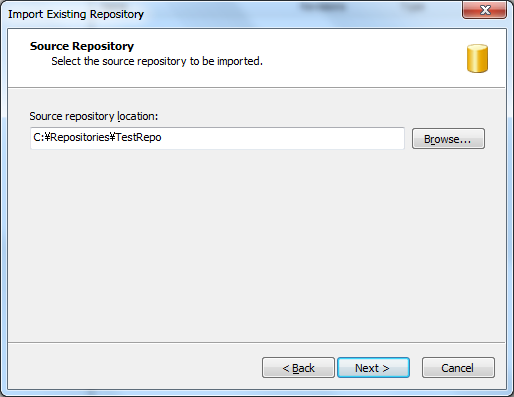 Import Existing Repository
Source Repository
Select the source repository to be imported.
Source repository location:
C:¥Repositories¥TestRepo
Browse...
< Back
Next >
Cancel